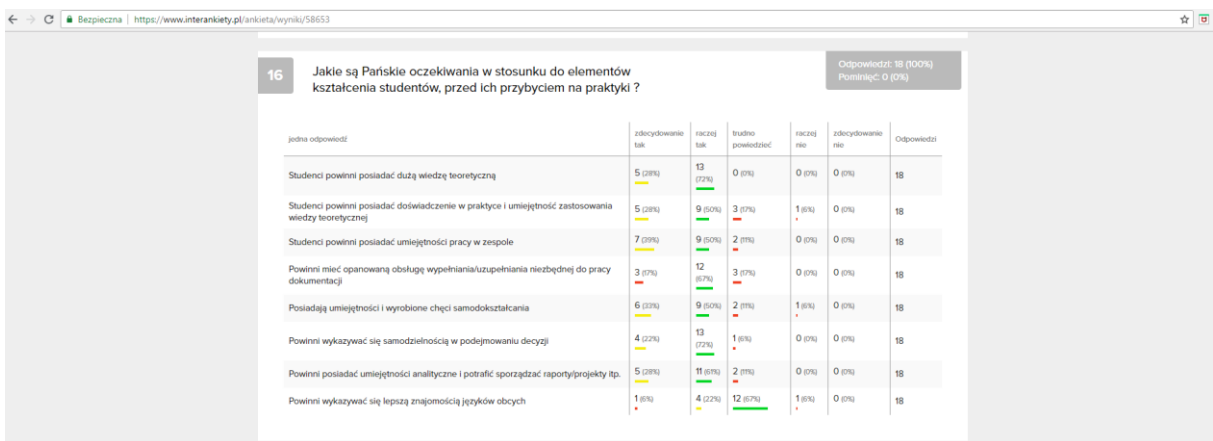 Bezpieczna | https://www.interankiety.pl/ankieta/wyniki/58653
16
Jakie są Pańskie oczekiwania w stosunku do elementów
kształcenia studentów, przed ich przybyciem na praktyki ?
Odpowiedzi: 18 (100%)
Pominięć: 0 (0%)
jedna odpowiedź
zdecydowanie tak
raczej tak
trudno powiedzieć
raczej nie
zdecydowanie nie
Odpowiedzi
Studenci powinni posiadać dużą wiedzę teoretyczną
5 (28%) 13 (72%) 0 (0%) 0 (0%) 0 (0%) 18
Studenci powinni posiadać doświadczenie w praktyce i umiejętność zastosowania
wiedzy teoretycznej
5 (28%) 9 (50%) 3 (17%) 1 (6%) 0 (0%) 18
Studenci powinni posiadać umiejętności pracy w zespole
7 (39%) 9 (50%) 2 (11%) 0 (0%) 0 (0%) 18
Powinni mieć opanowaną obsługę wypełniania/uzupełniania niezbędnej do pracy
dokumentacji
3 (17%) 12 (67%) 3 (17%) 0 (0%) 0 (0%) 18
Posiadają umiejętności i wyrobione chęci samodokształcania
6 (33%) 9 (50%) 2 (11%) 1 (6%) 0 (0%) 18
Powinni wykazywać się samodzielnością w podejmowaniu decyzji
4 (22%) 13 (72%) 1 (6%) 0 (0%) 0 (0%) 18
Powinni posiadać umiejętności analityczne i potrafić sporządzać raporty/projekty itp.
5 (28%) 11 (61%) 2 (11%) 0 (0%) 0 (0%) 18
Powinni wykazywać się lepszą znajomością języków obcych
1 (6%) 4 (22%) 12 (67%) 1 (6%) 0 (0%) 18